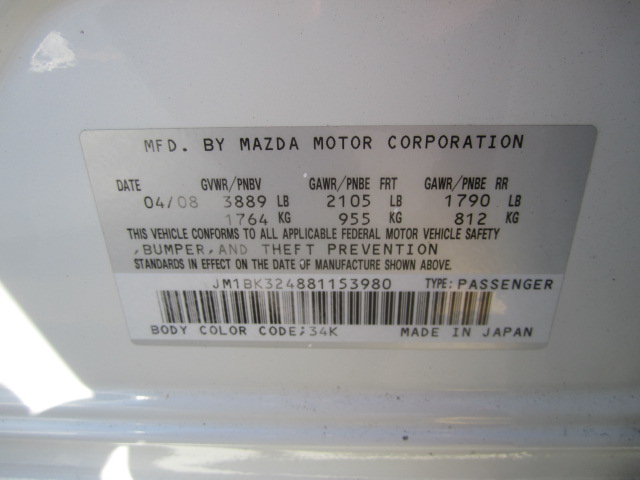 MFD. BY MAZDA MOTOR CORPORATION
DATE GVWR/PNBV GAWR/PNBE FRT GAWR/PNBE RR
04/08 3889 LB 2105 LB 1790 LB
1764 KG 955 KG 812 KG
THIS VEHICLE CONFORMS TO ALL APPLICABLE FEDERAL MOTOR VEHICLE SAFETY
,BUMPER,AND THEFT PREVENTION
STANDARDS IN EFFECT ON THE DATE OF MANUFACTURE SHOWN ABOVE.
JM1BK324881153980 TYPE:PASSENGER
BODY COLOR CODE;34K MADE IN JAPAN